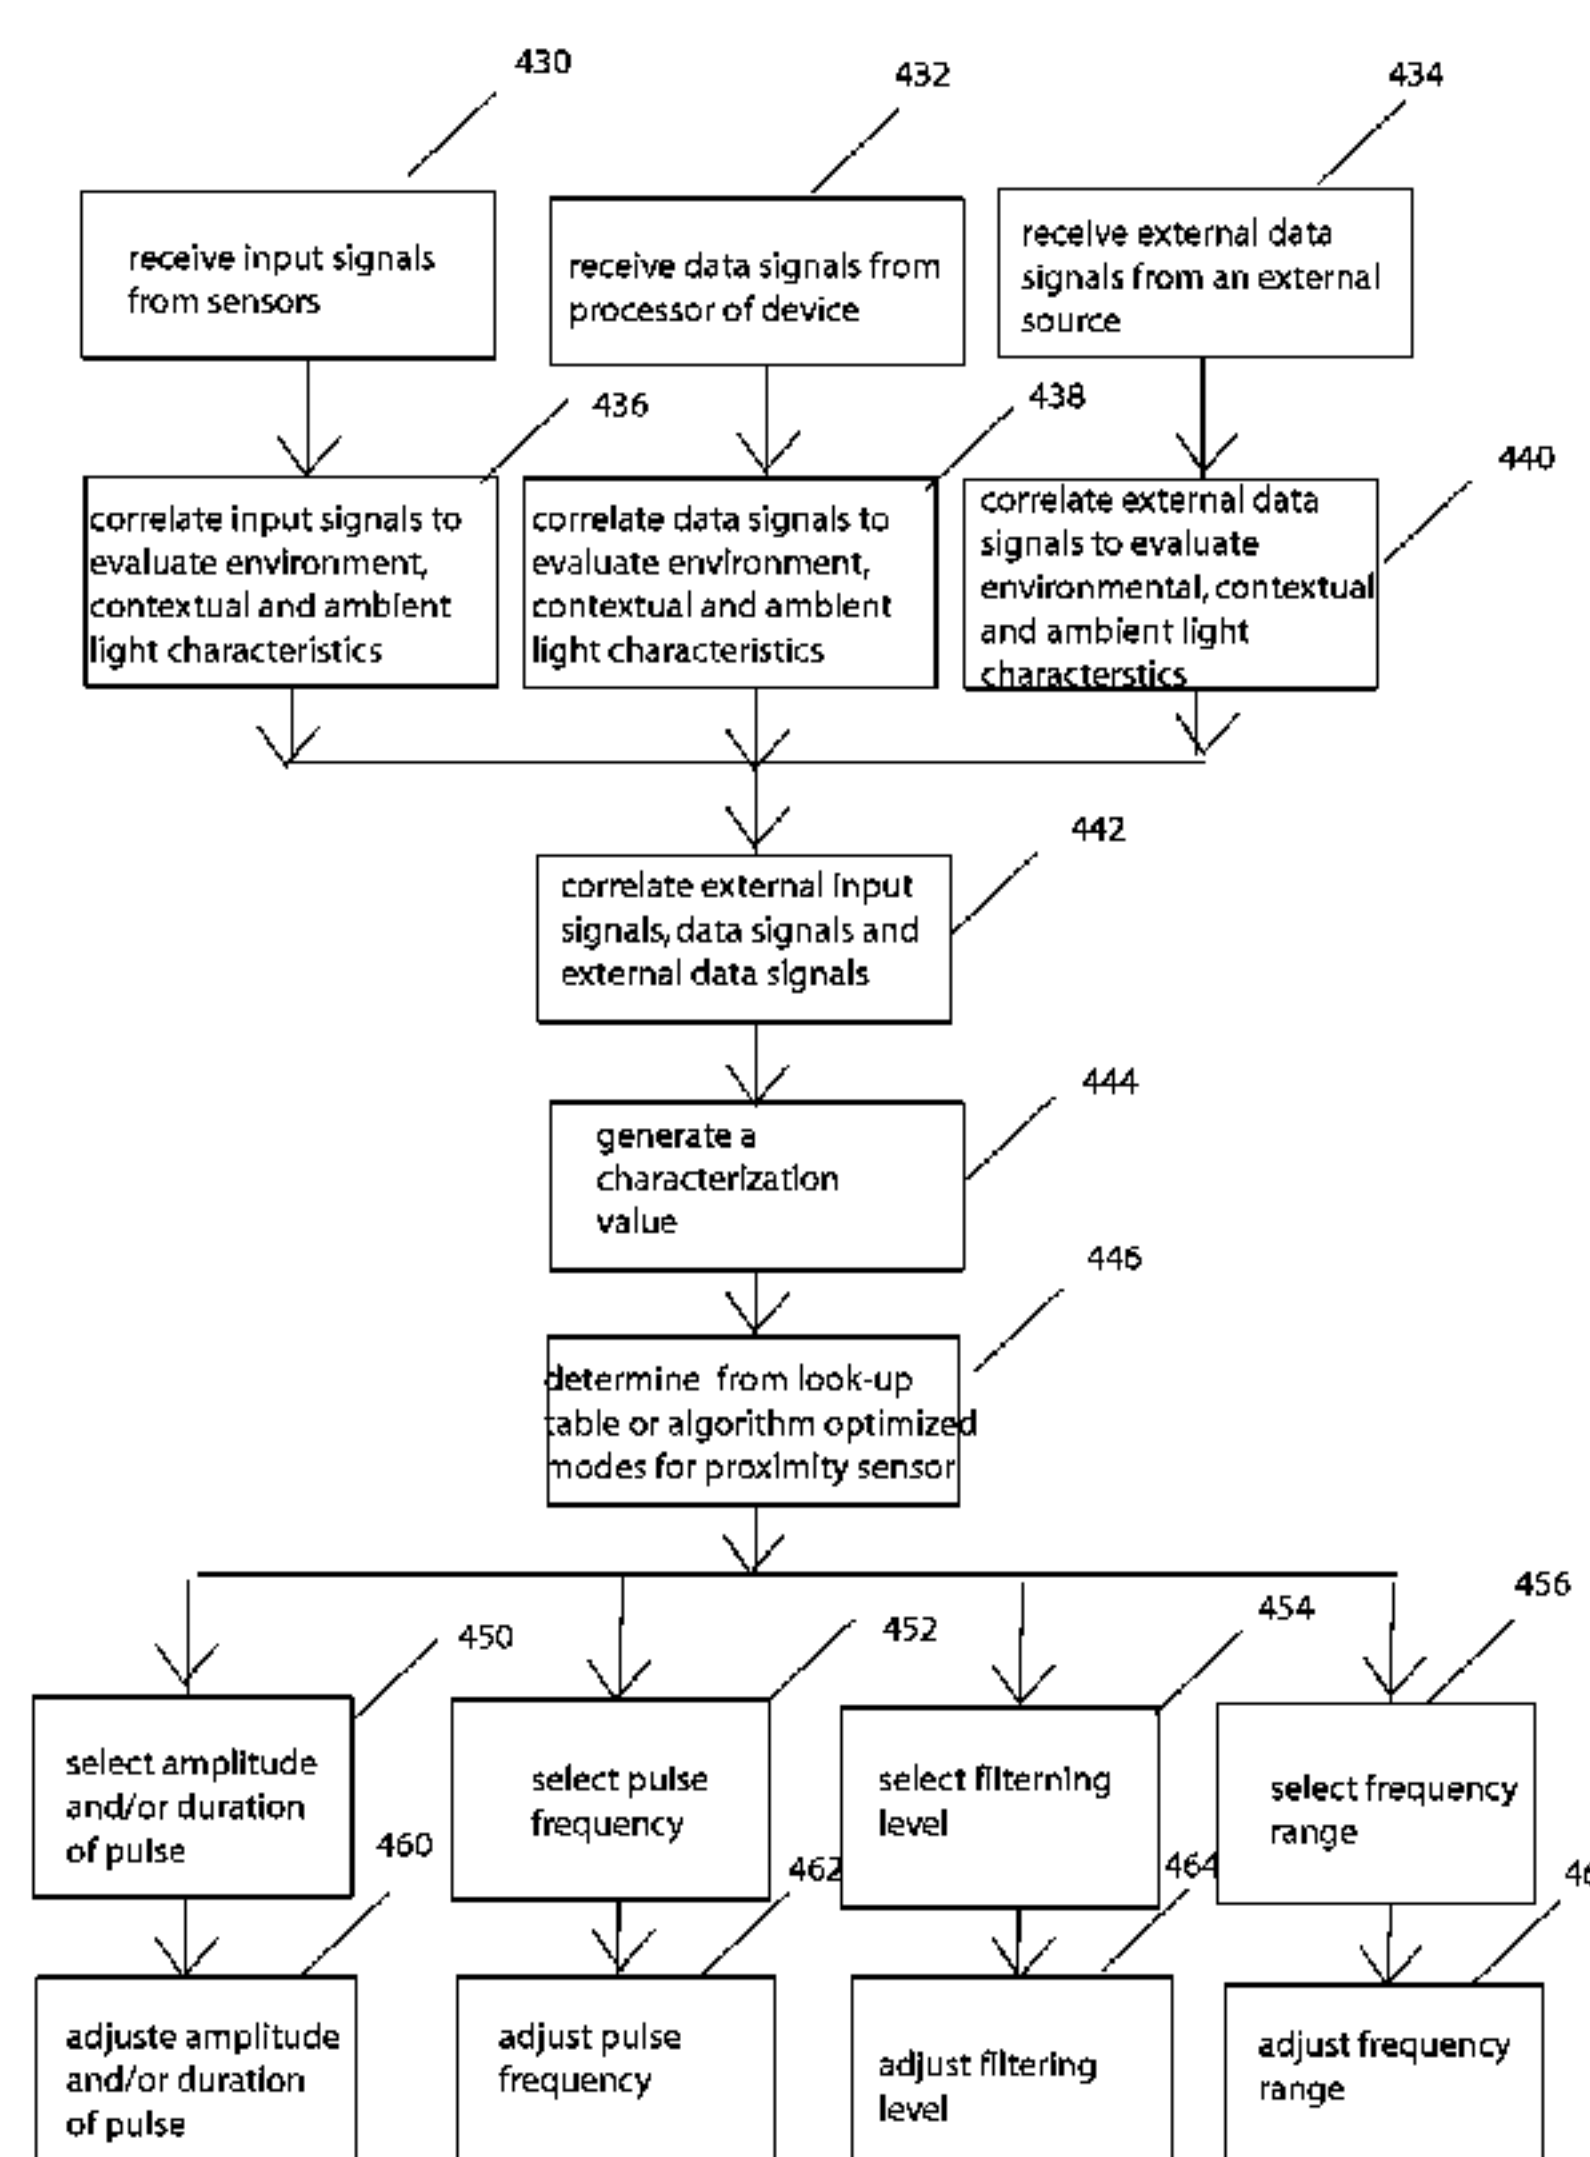 430
432
434
receive input signals
from sensors
receive data signals from
processor of device
receive external data
signals from an external
source
436
438
440
correlate input signals to
evaluate environment,
contextual and ambient
light characteristics
correlate data signals to
evaluate environment,
contextual and ambient
light characteristics
correlate external data
signals to evaluate
environmental, contextual
and ambient light
characterstics
442
correlate external input
signals, data signals and
external data signals
444
generate a
characterization
value
446
determine from look-up
table or algorithm optimized
modes for proximity sensor
450
452
454
456
select amplitude
and/or duration
of pulse
select pulse
frequency
select filterning
level
select frequency
range
460
462
464
adjuste amplitude
and/or duration
of pulse
adjust pulse
frequency
adjust filtering
level
adjust frequency
range